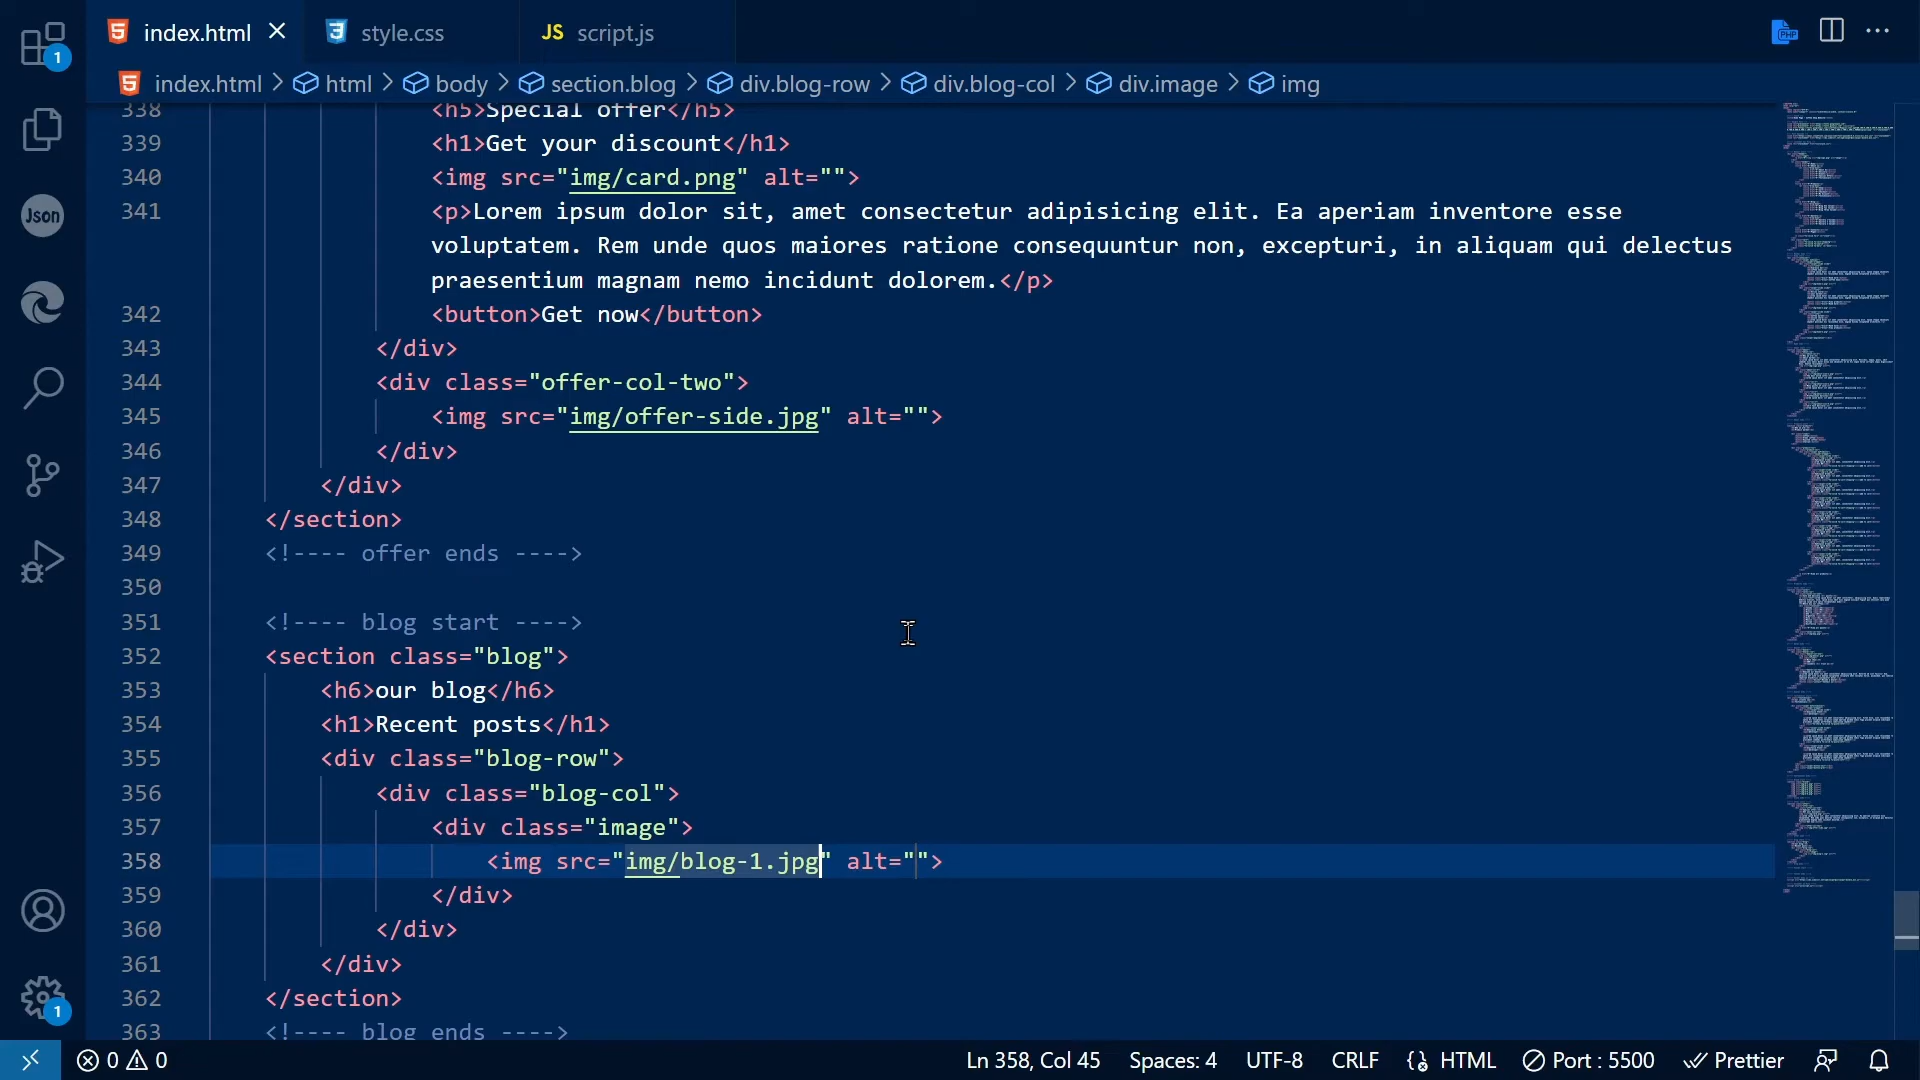 index.html
style.css
JS script.js
index.html > html > body > section.blog > div.blog-row > div.blog-col > div.image > img
338 <h5>Special offer</h5>
339 <h1>Get your discount</h1>
340 <img src="img/card.png" alt="">
341 <p>Lorem ipsum dolor sit, amet consectetur adipisicing elit. Ea aperiam inventore esse
voluptatem. Rem unde quos maiores ratione consequuntur non, excepturi, in aliquam qui delectus
praesentium magnam nemo incidunt dolorem.</p>
342 <button>Get now</button>
343 </div>
344 <div class="offer-col-two">
345 <img src="img/offer-side.jpg" alt="">
346 </div>
347 </div>
348 </section>
349 <!---- offer ends ---->
350
351 <!---- blog start ---->
352 <section class="blog">
353 <h6>our blog</h6>
354 <h1>Recent posts</h1>
355 <div class="blog-row">
356 <div class="blog-col">
357 <div class="image">
358 <img src="img/blog-1.jpg" alt="">
359 </div>
360 </div>
361 </div>
362 </section>
363 <!---- blog ends ---->
1
Json
1
PHP
0 0
Ln 358, Col 45
Spaces: 4
UTF-8
CRLF
HTML
Port : 5500
Prettier